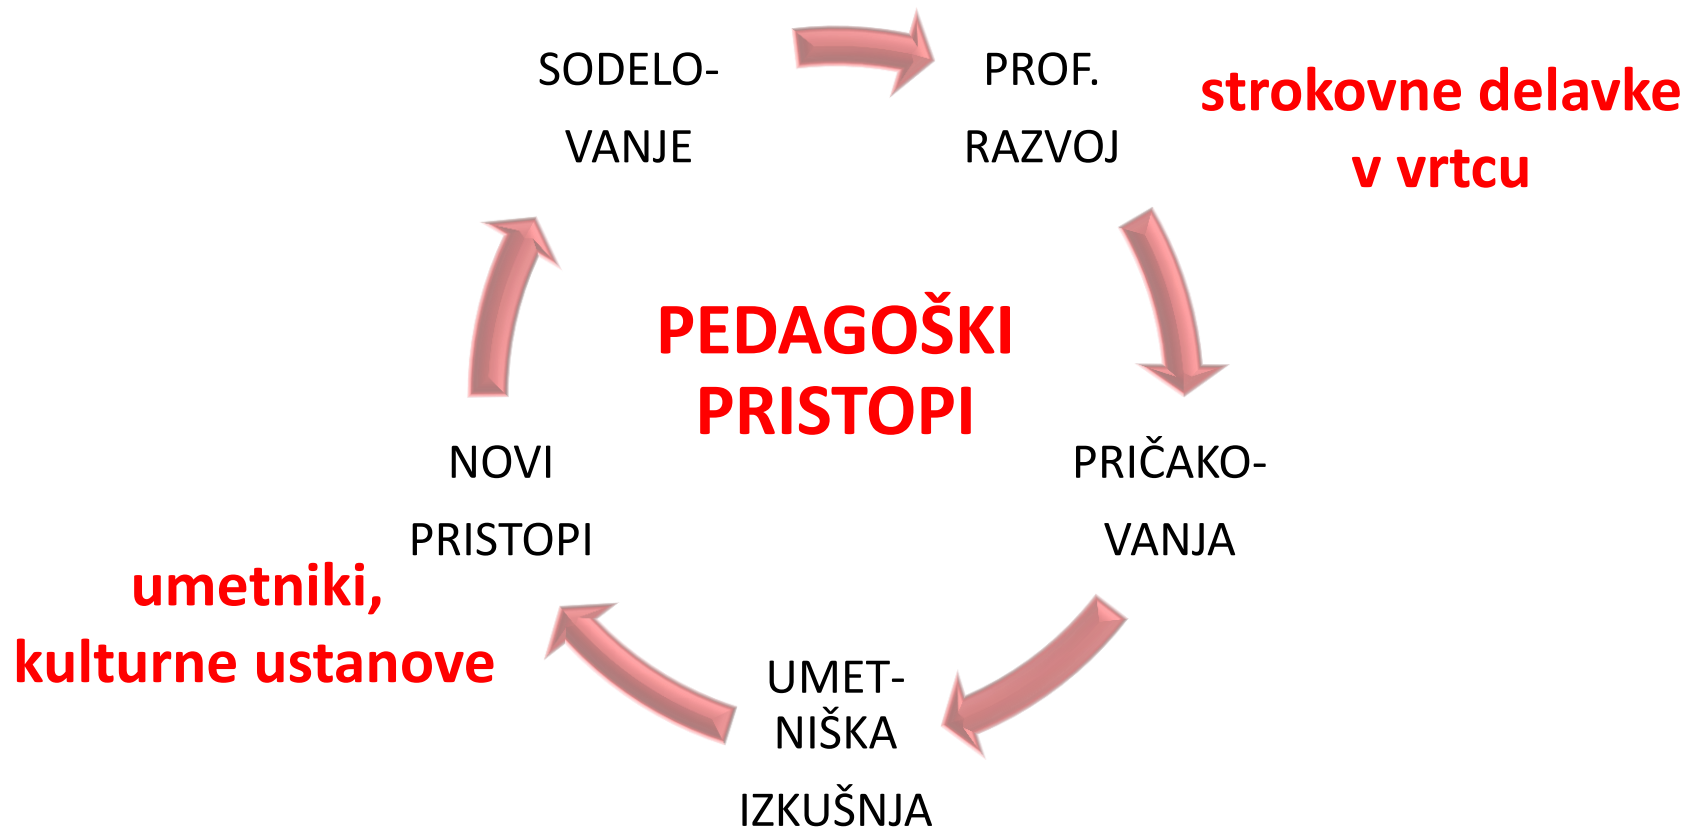 SODELO-
VANJE
PROF.
RAZVOJ
strokovne delavke
v vrtcu
PEDAGOŠKI
PRISTOPI
NOVI
PRISTOPI
PRIČAKO-
VANJA
umetniki,
kulturne ustanove
UMET-
NIŠKA
IZKUŠNJA